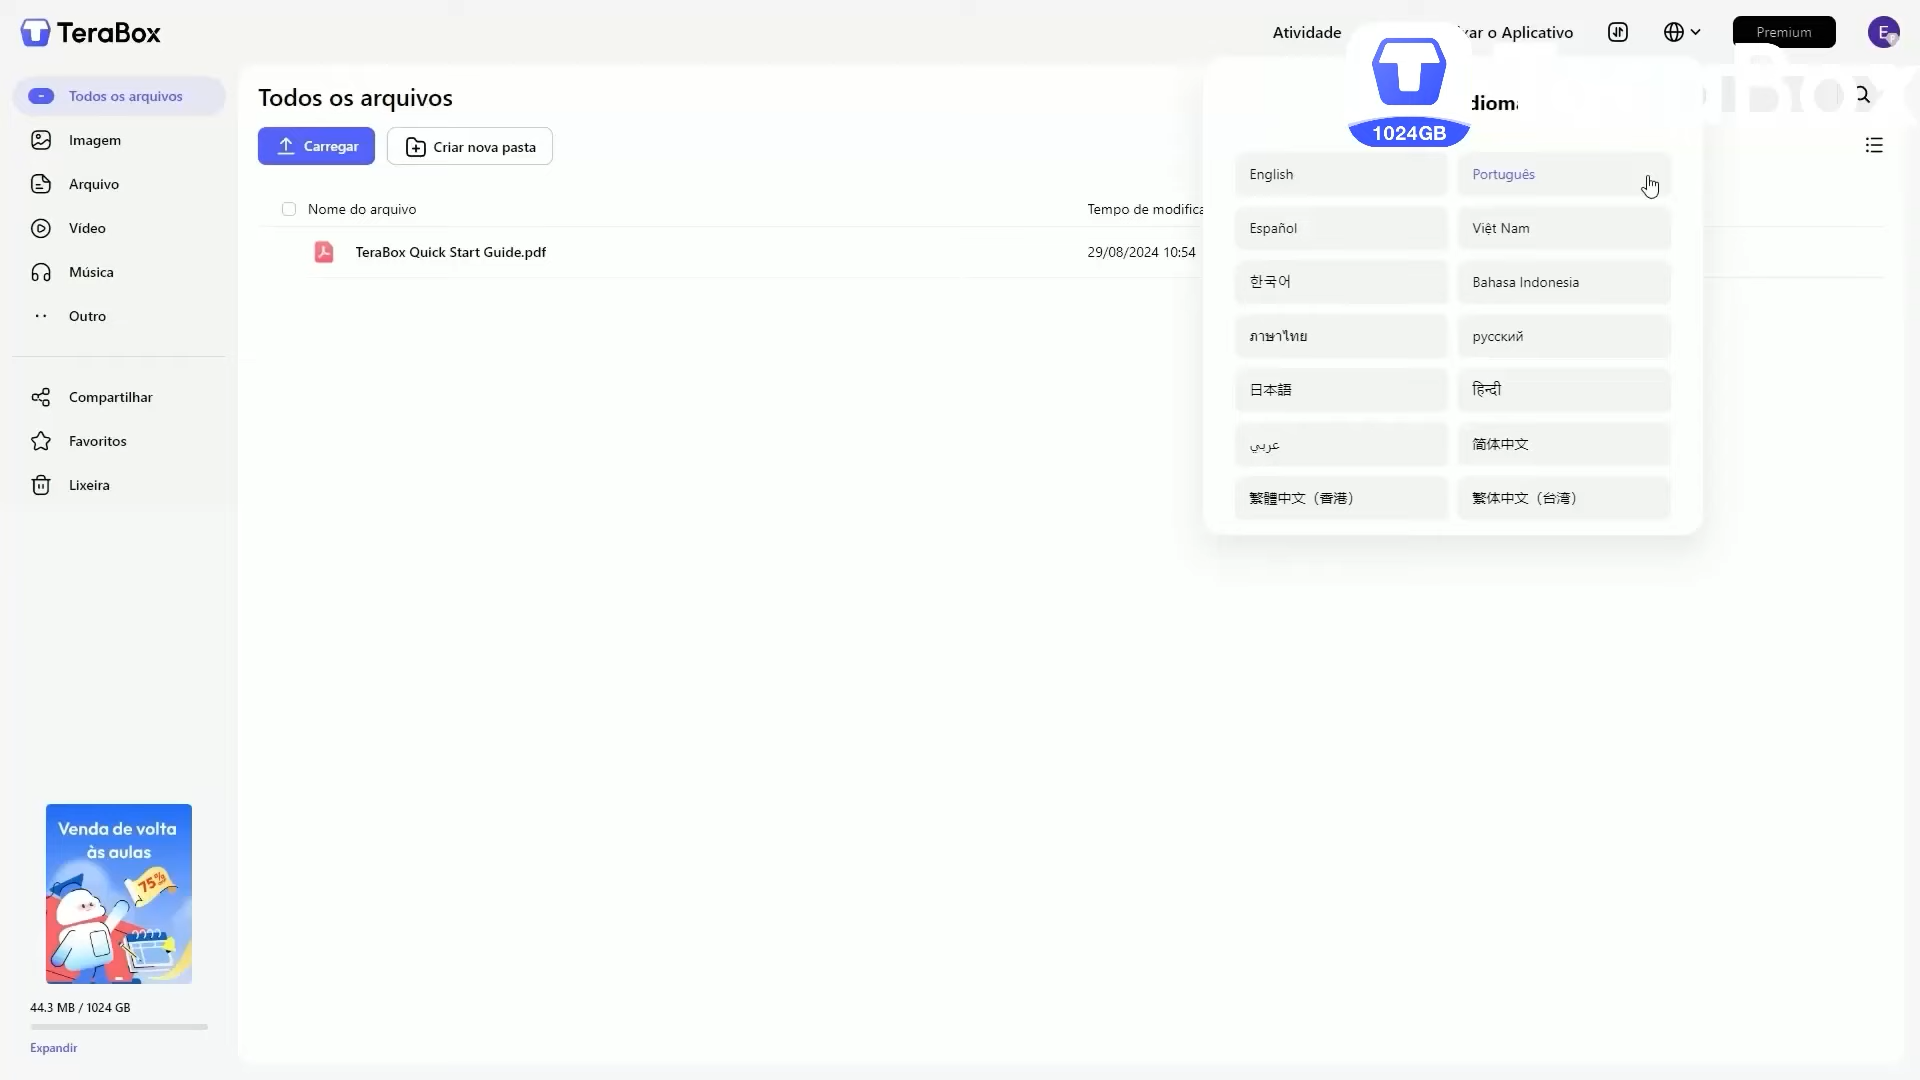 TeraBox
Atividade
xar o Aplicativo
Premium
E
Todos os arquivos
Imagem
Arquivo
Vídeo
Música
Outro
Compartilhar
Favoritos
Lixeira
Todos os arquivos
Carregar
Criar nova pasta
Nome do arquivo
Tempo de modifica
TeraBox Quick Start Guide.pdf
29/08/2024 10:54
1024GB
dioma
English
Português
Español
Việt Nam
한국어
Bahasa Indonesia
ภาษาไทย
русский
日本語
हिन्दी
عربي
简体中文
繁體中文（香港）
繁体中文（台湾）
Venda de volta
às aulas
75%
44.3 MB / 1024 GB
Expandir